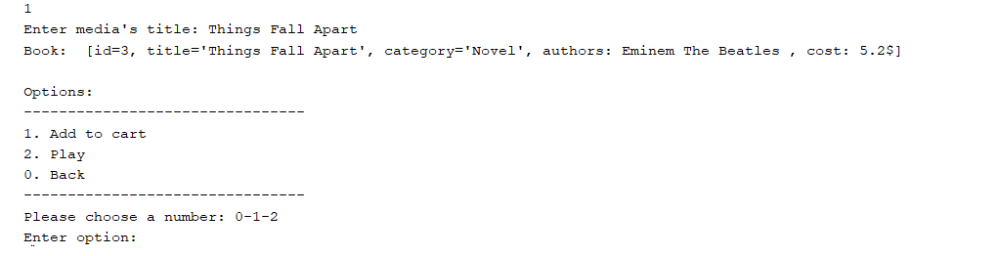 1
Enter media's title: Things Fall Apart
Book:  [id=3, title='Things Fall Apart', category='Novel', authors: Eminem The Beatles , cost: 5.2$]
Options:
--------------------------------
1. Add to cart
2. Play
0. Back
--------------------------------
Please choose a number: 0-1-2
Enter option: